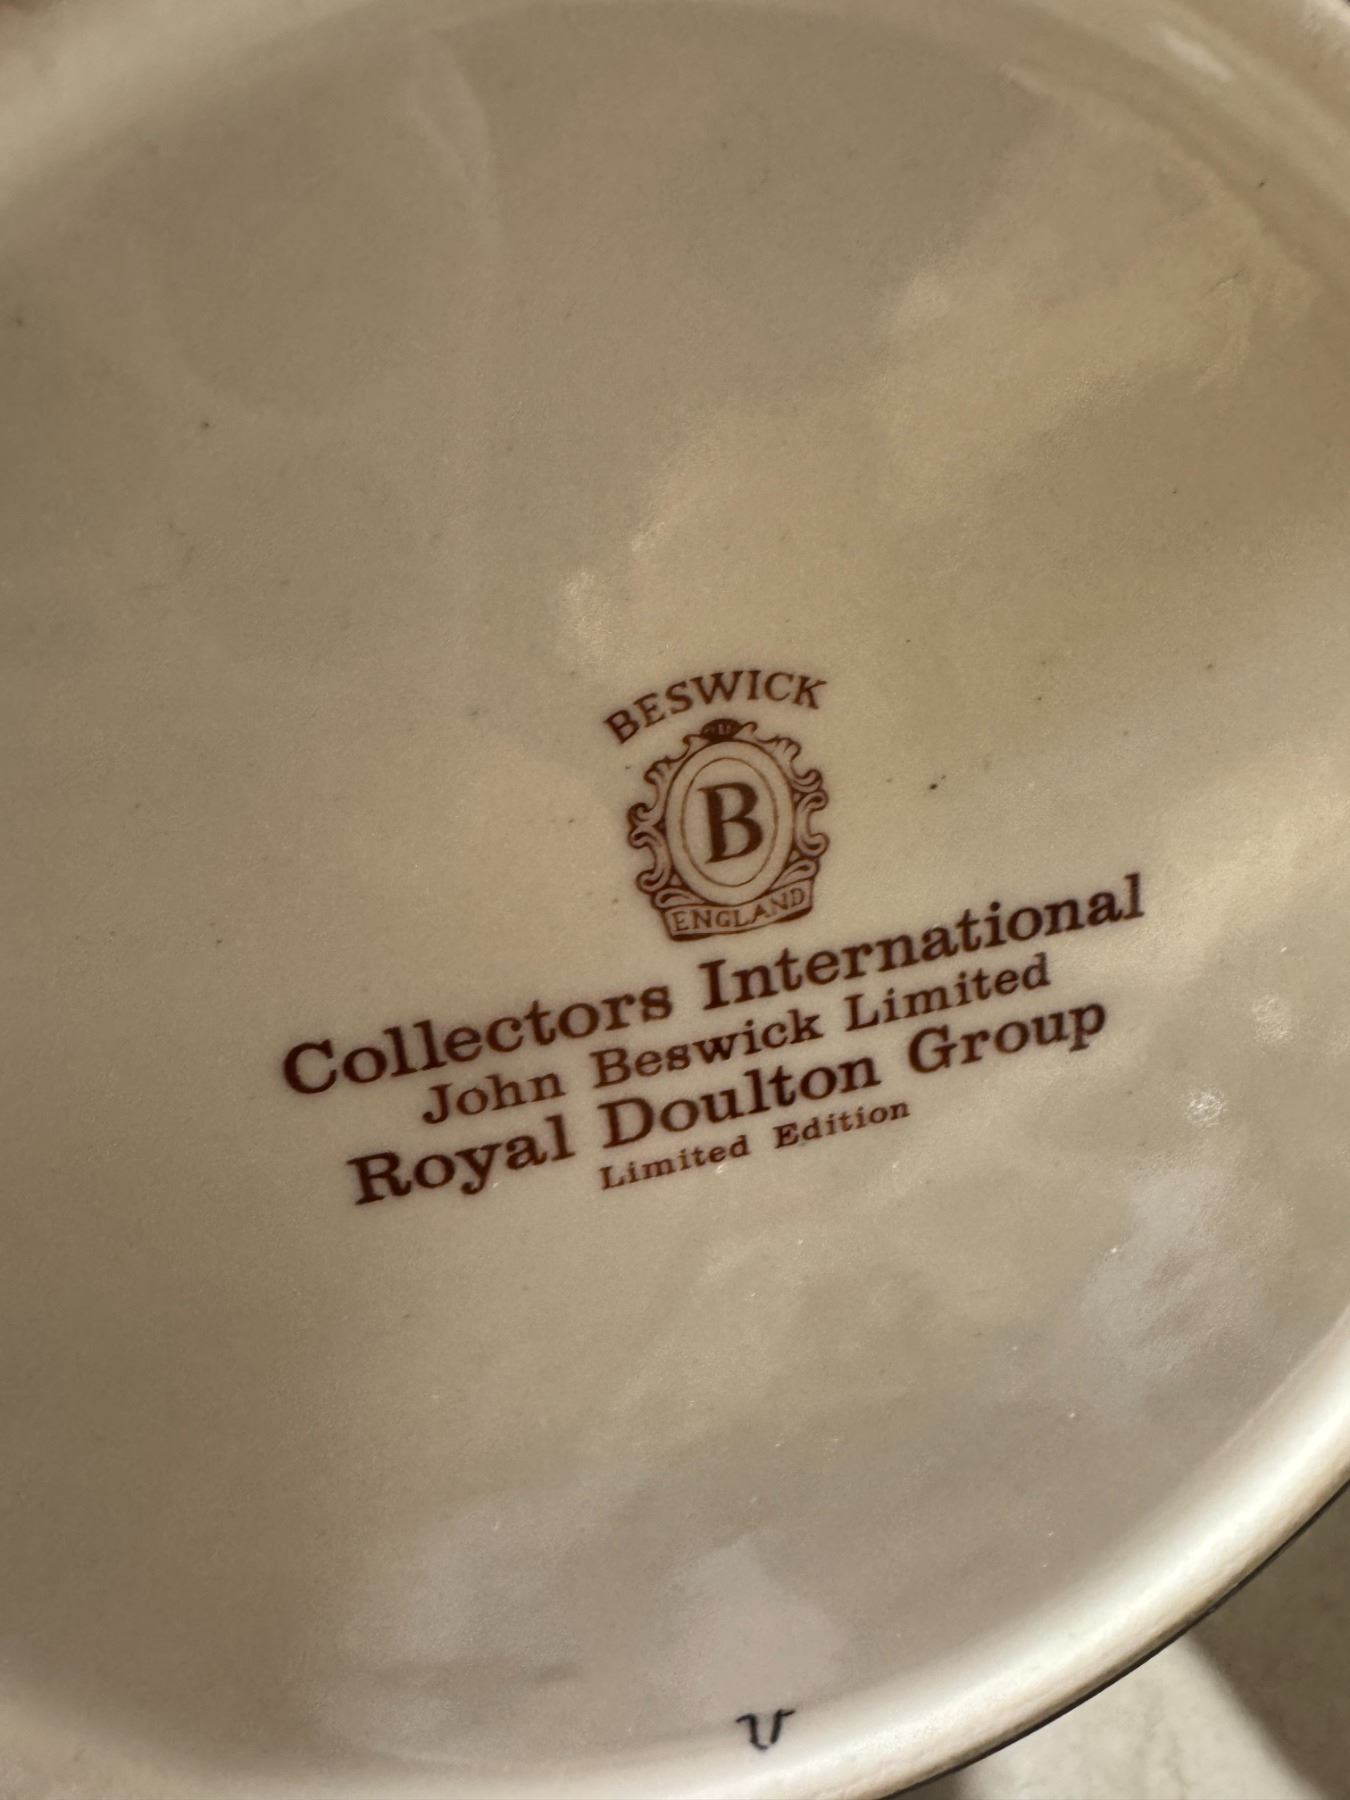 BESWICK
B
ENGLAND
Collectors International
John Beswick Limited
Royal Doulton Group
Limited Edition